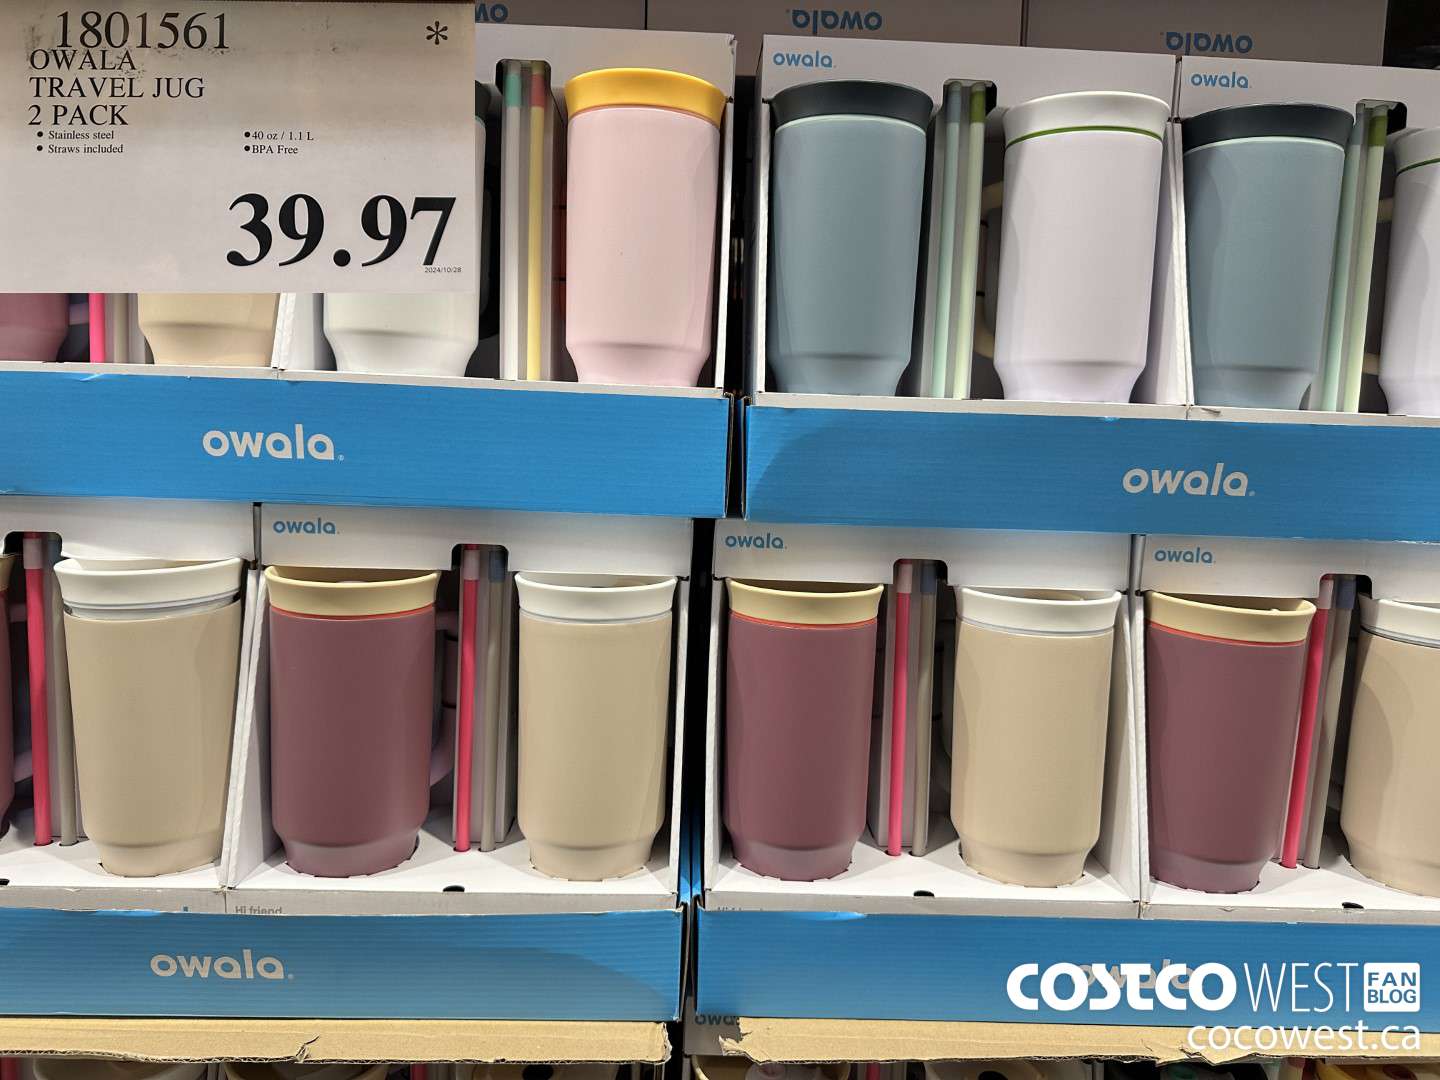 1801561 *
OWALA
TRAVEL JUG
2 PACK
• Stainless steel
• Straws included
• 40 oz / 1.1 L
• BPA Free
39.97
2024/10/28
owala
owala
owala
owala
owala.
owala.
owala.
owala.
owala.
owala.
Hi friend.
owala.
owala
owala
COSTCO WEST FAN BLOG
cocowest.ca